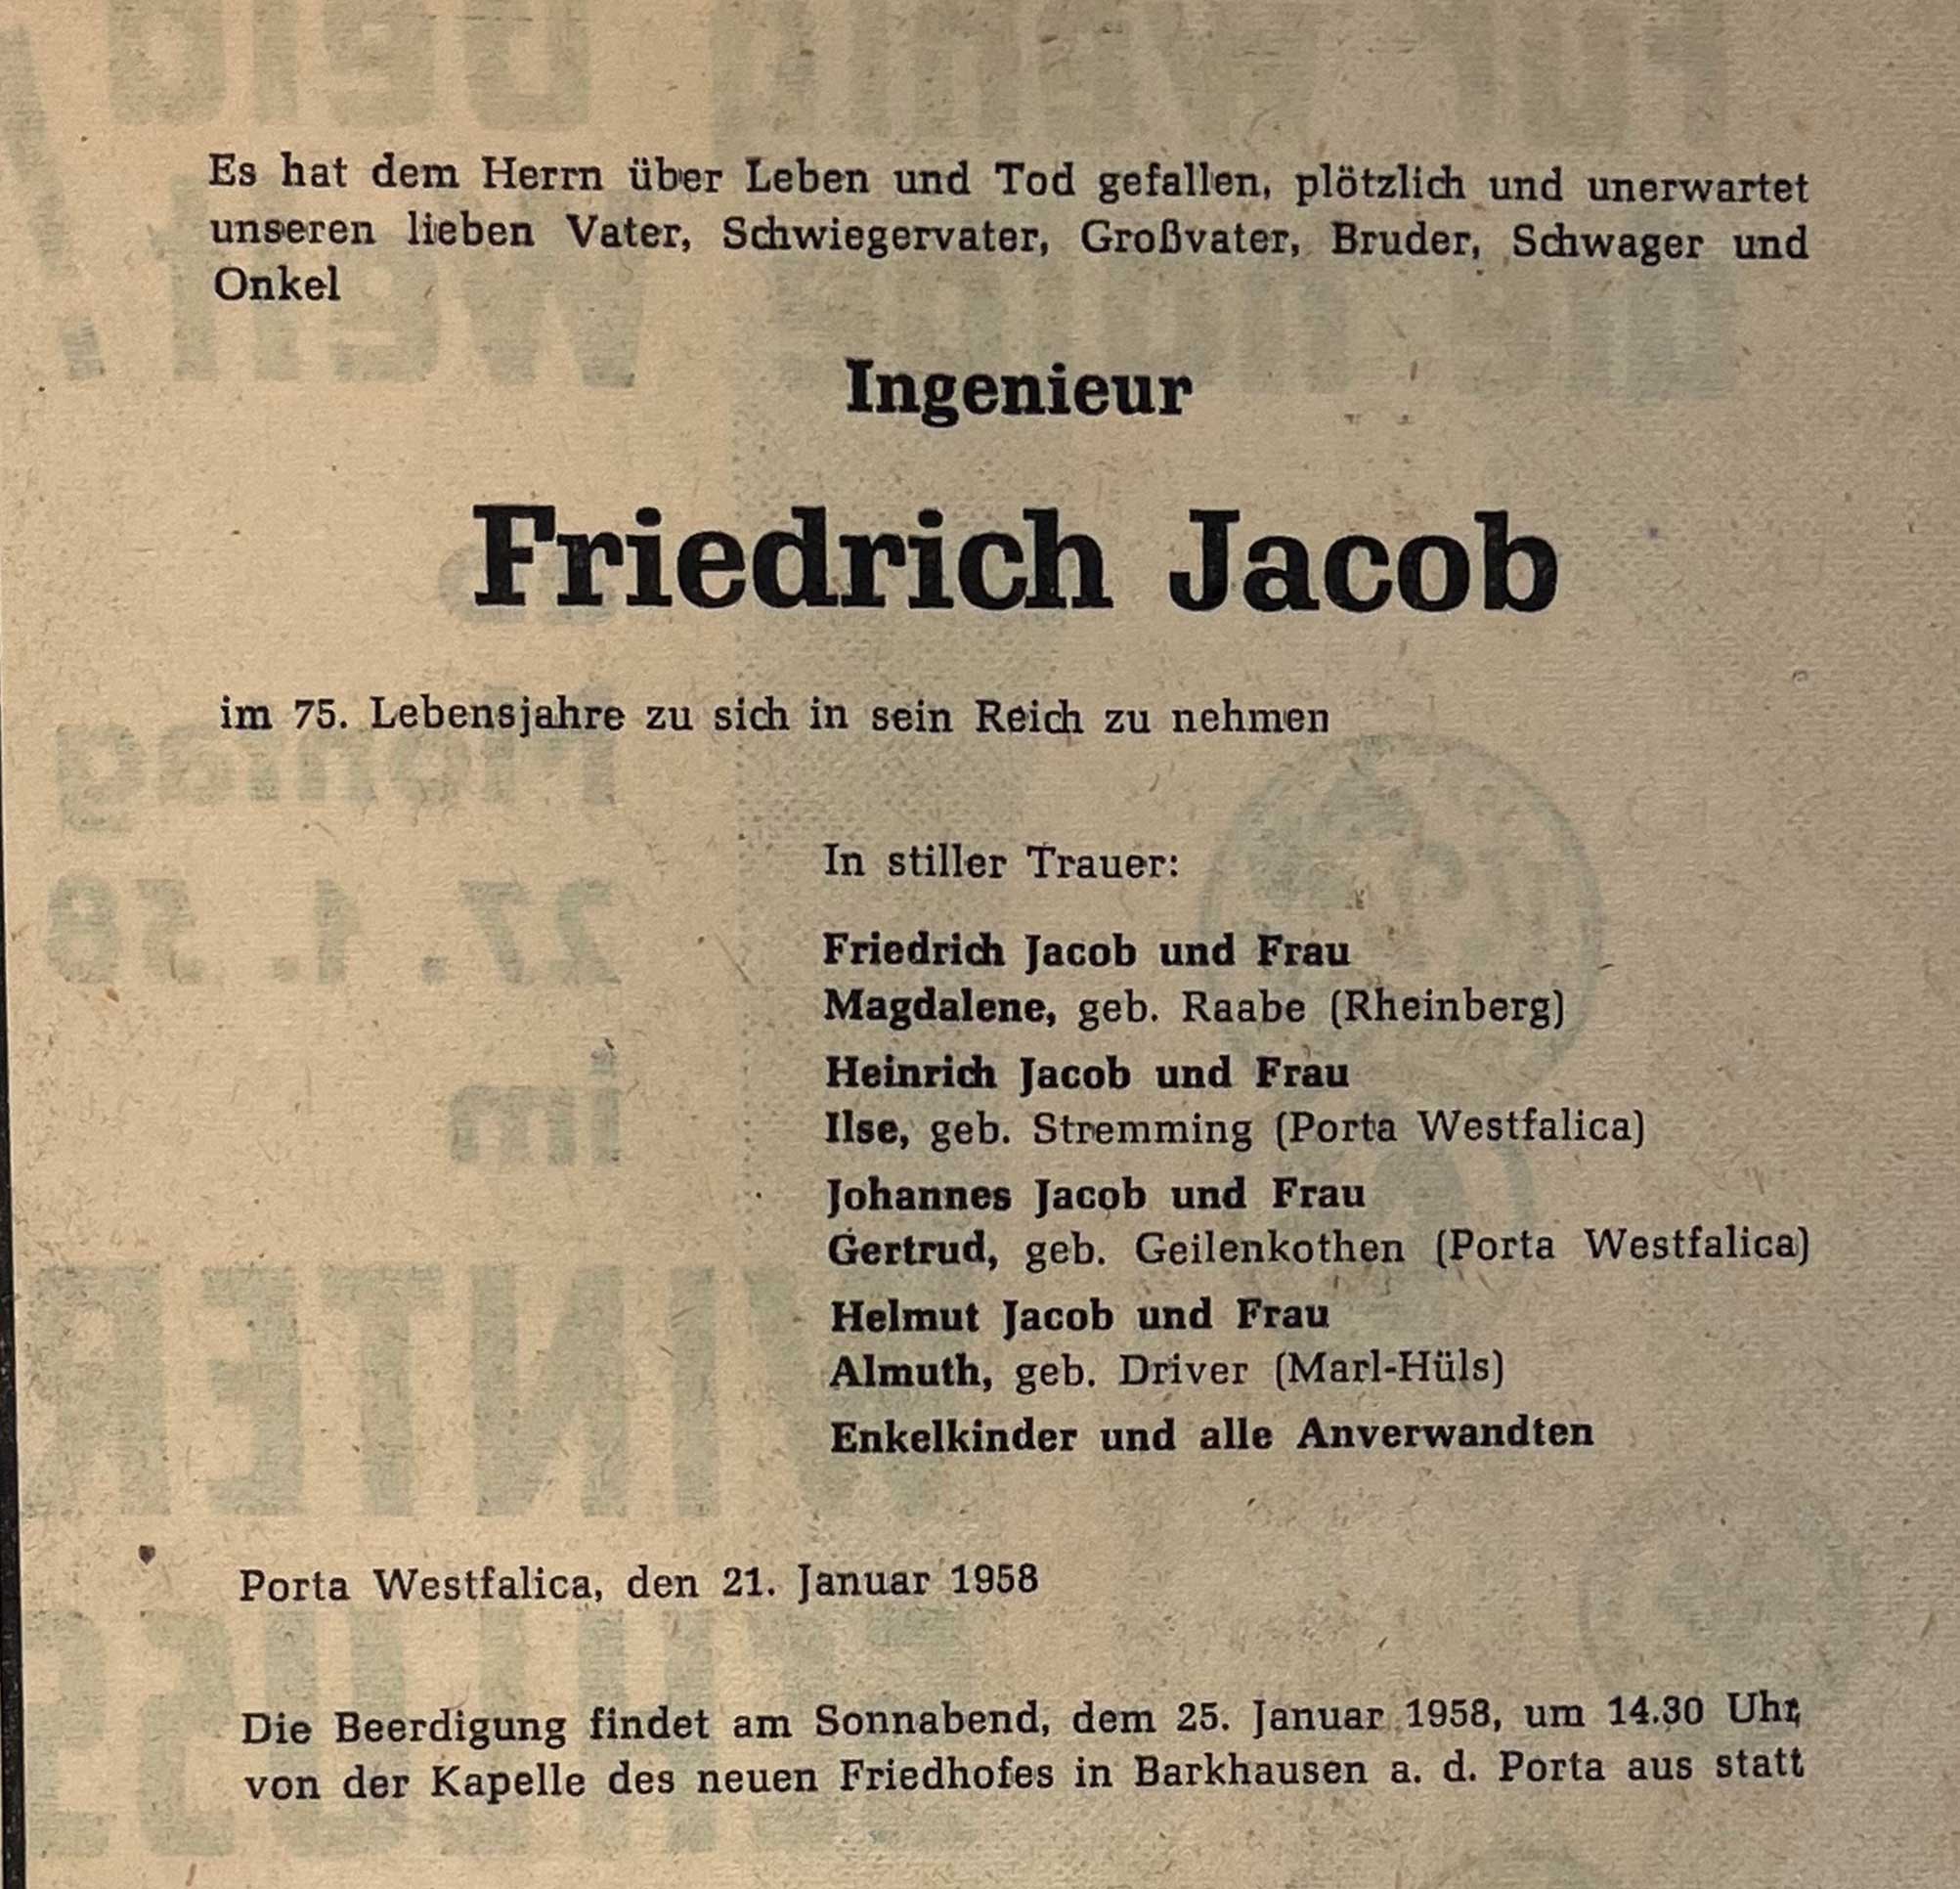 Es hat dem Herrn über Leben und Tod gefallen, plötzlich und unerwartet
unseren lieben Vater, Schwiegervater, Großvater, Bruder, Schwager und
Onkel
Ingenieur
Friedrich Jacob
im 75. Lebensjahre zu sich in sein Reich zu nehmen
In stiller Trauer:
Friedrich Jacob und Frau
Magdalene, geb. Raabe (Rheinberg)
Heinrich Jacob und Frau
Ilse, geb. Stremming (Porta Westfalica)
Johannes Jacob und Frau
Gertrud, geb. Geilenkothen (Porta Westfalica)
Helmut Jacob und Frau
Almuth, geb. Driver (Marl-Hüls)
Enkelkinder und alle Anverwandten
Porta Westfalica, den 21. Januar 1958
Die Beerdigung findet am Sonnabend, dem 25. Januar 1958, um 14.30 Uhr,
von der Kapelle des neuen Friedhofes in Barkhausen a. d. Porta aus statt